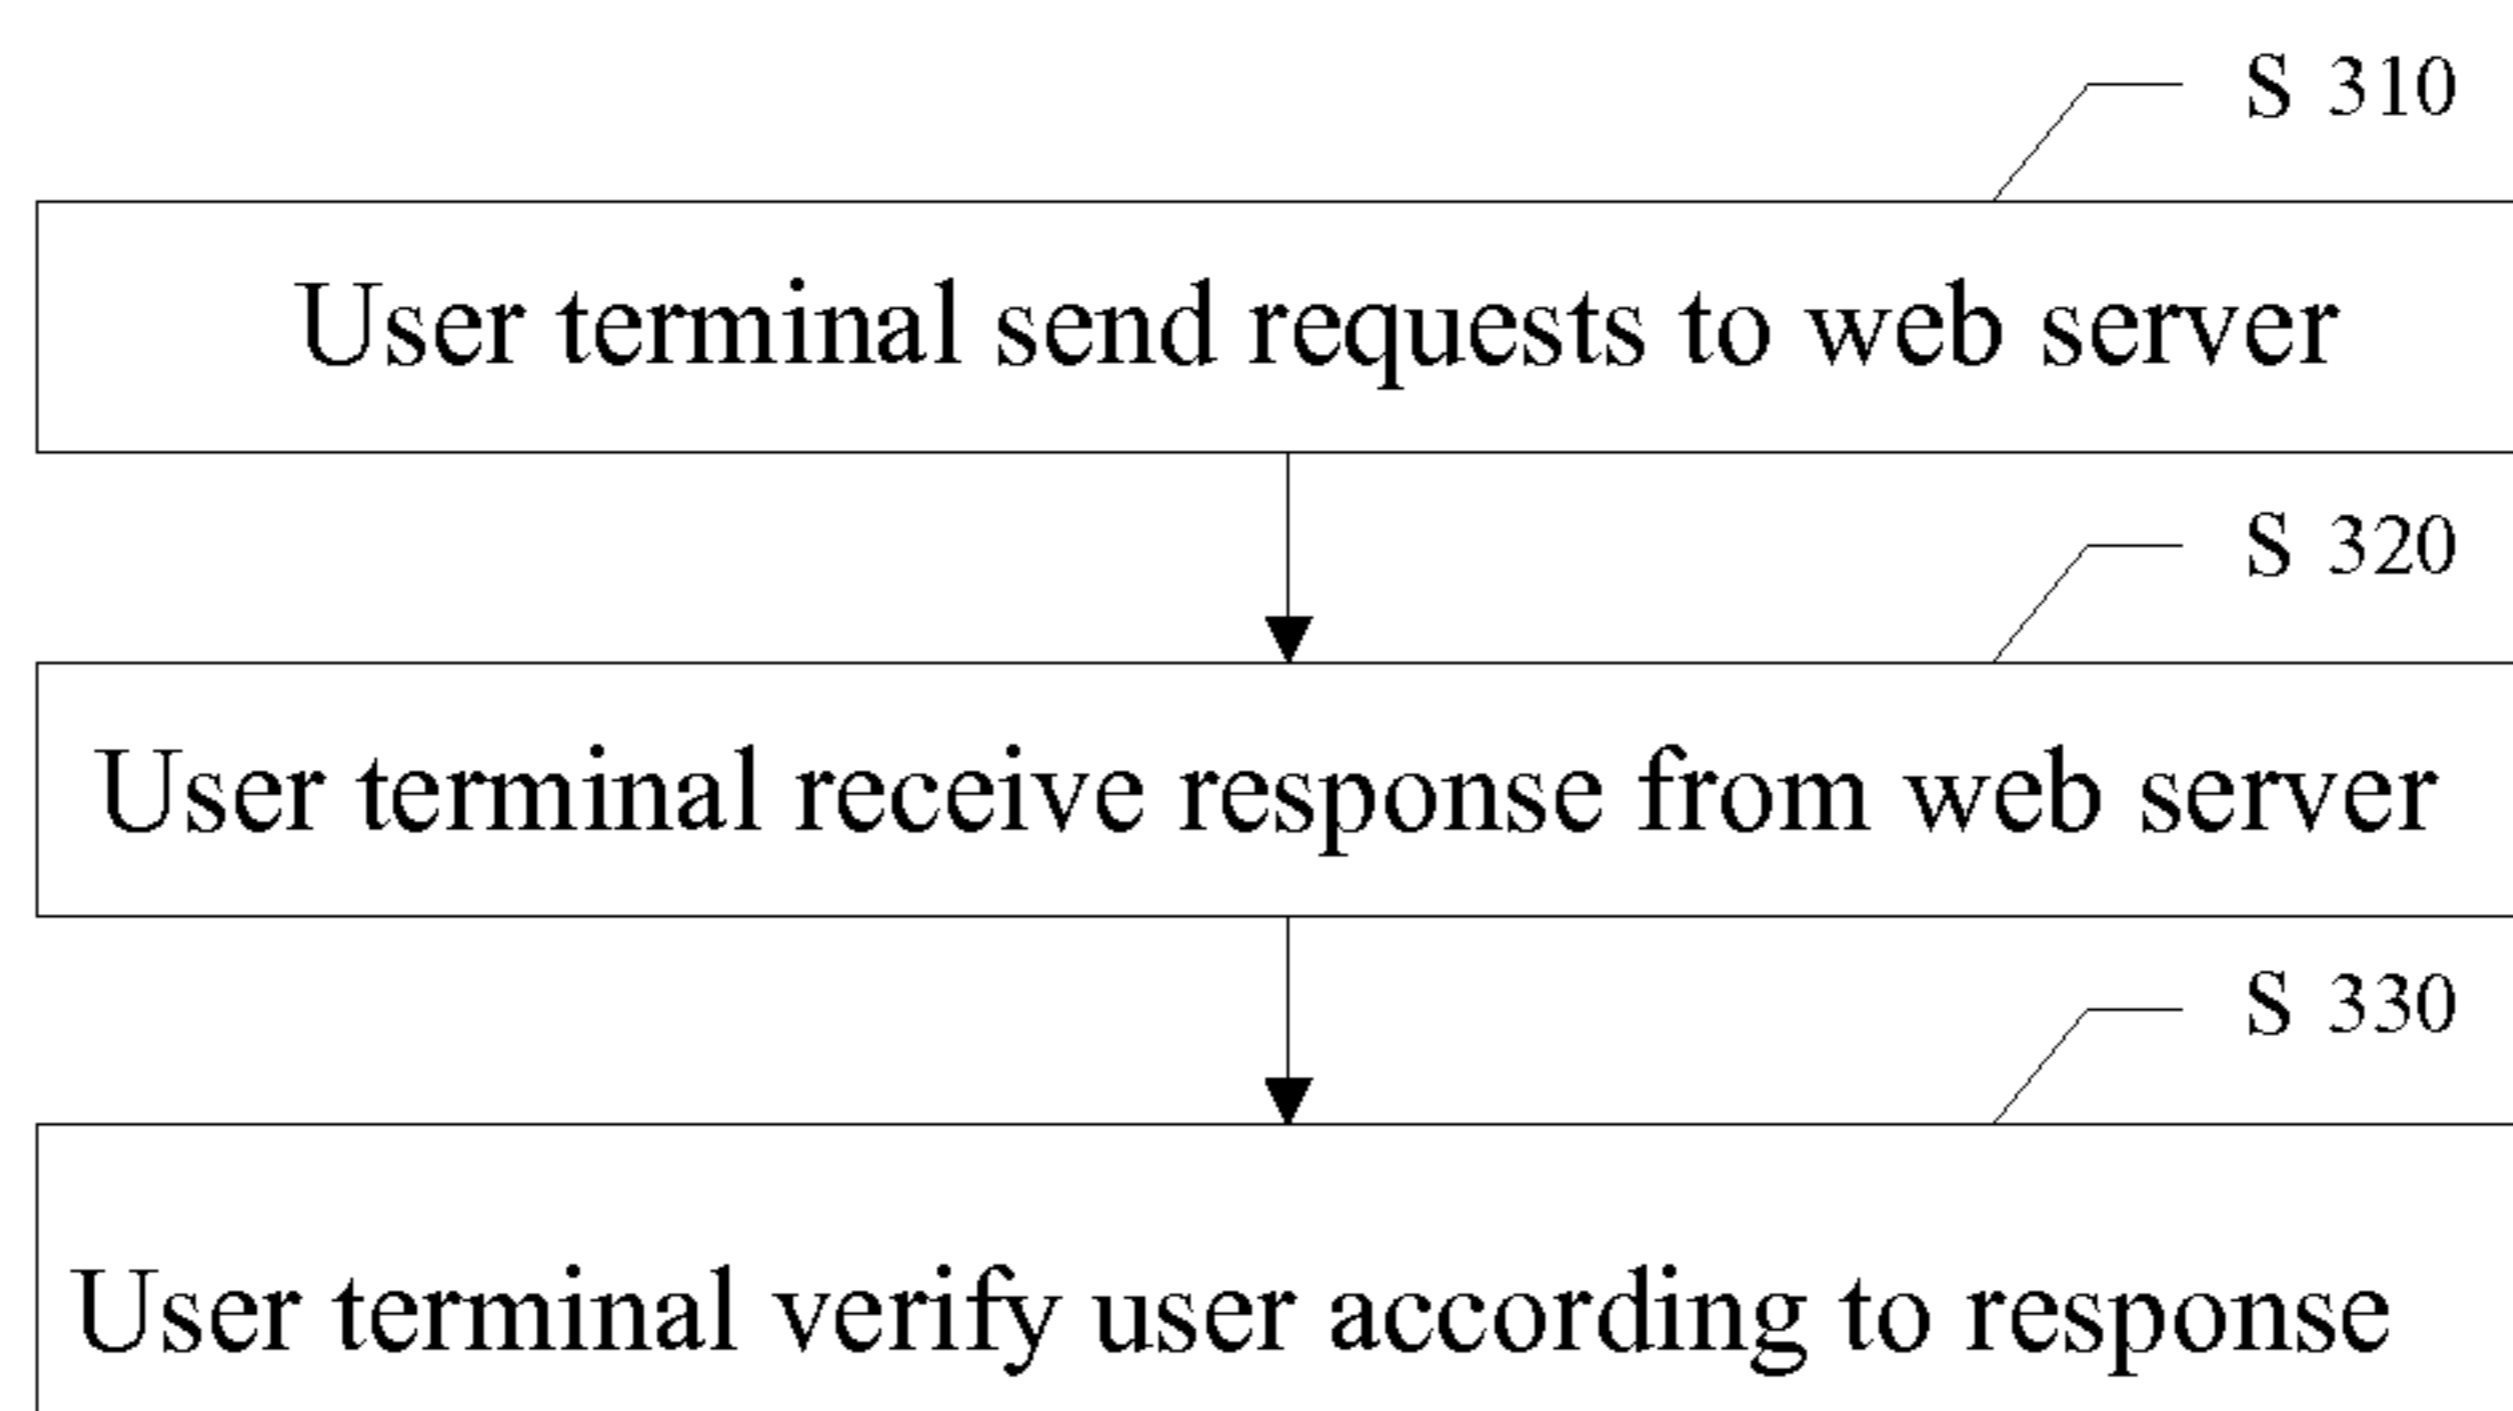 S 310
User terminal send requests to web server
S 320
User terminal receive response from web server
S 330
User terminal verify user according to response